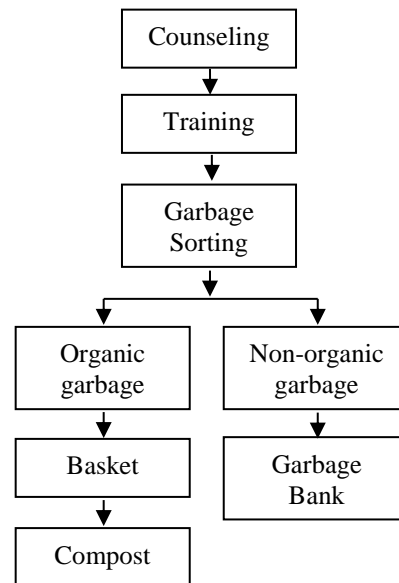 Counseling
Training
Garbage
Sorting
Organic
garbage
Non-organic
garbage
Basket
Garbage
Bank
Compost